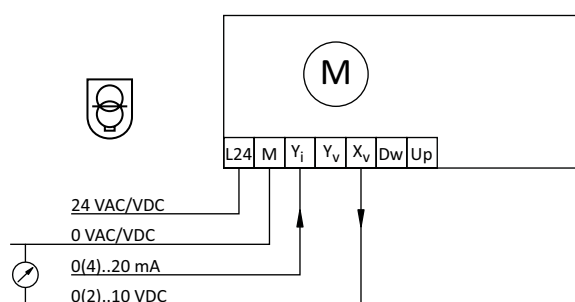 M
L24 M Yi Yv Xv Dw Up
24 VAC/VDC
0 VAC/VDC
0(4)..20 mA
0(2)..10 VDC